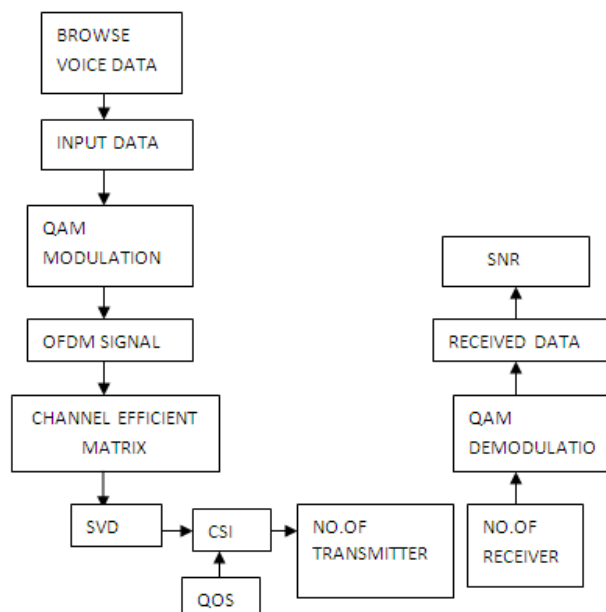 BROWSE
VOICE DATA
INPUT DATA
QAM
MODULATION
OFDM SIGNAL
CHANNEL EFFICIENT
MATRIX
SVD
CSI
QOS
NO.OF
TRANSMITTER
NO.OF
RECEIVER
QAM
DEMODULATIO
RECEIVED DATA
SNR